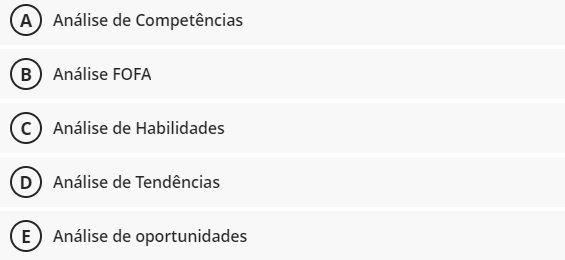 A Análise de Competências
B Análise FOFA
C Análise de Habilidades
D Análise de Tendências
E Análise de oportunidades